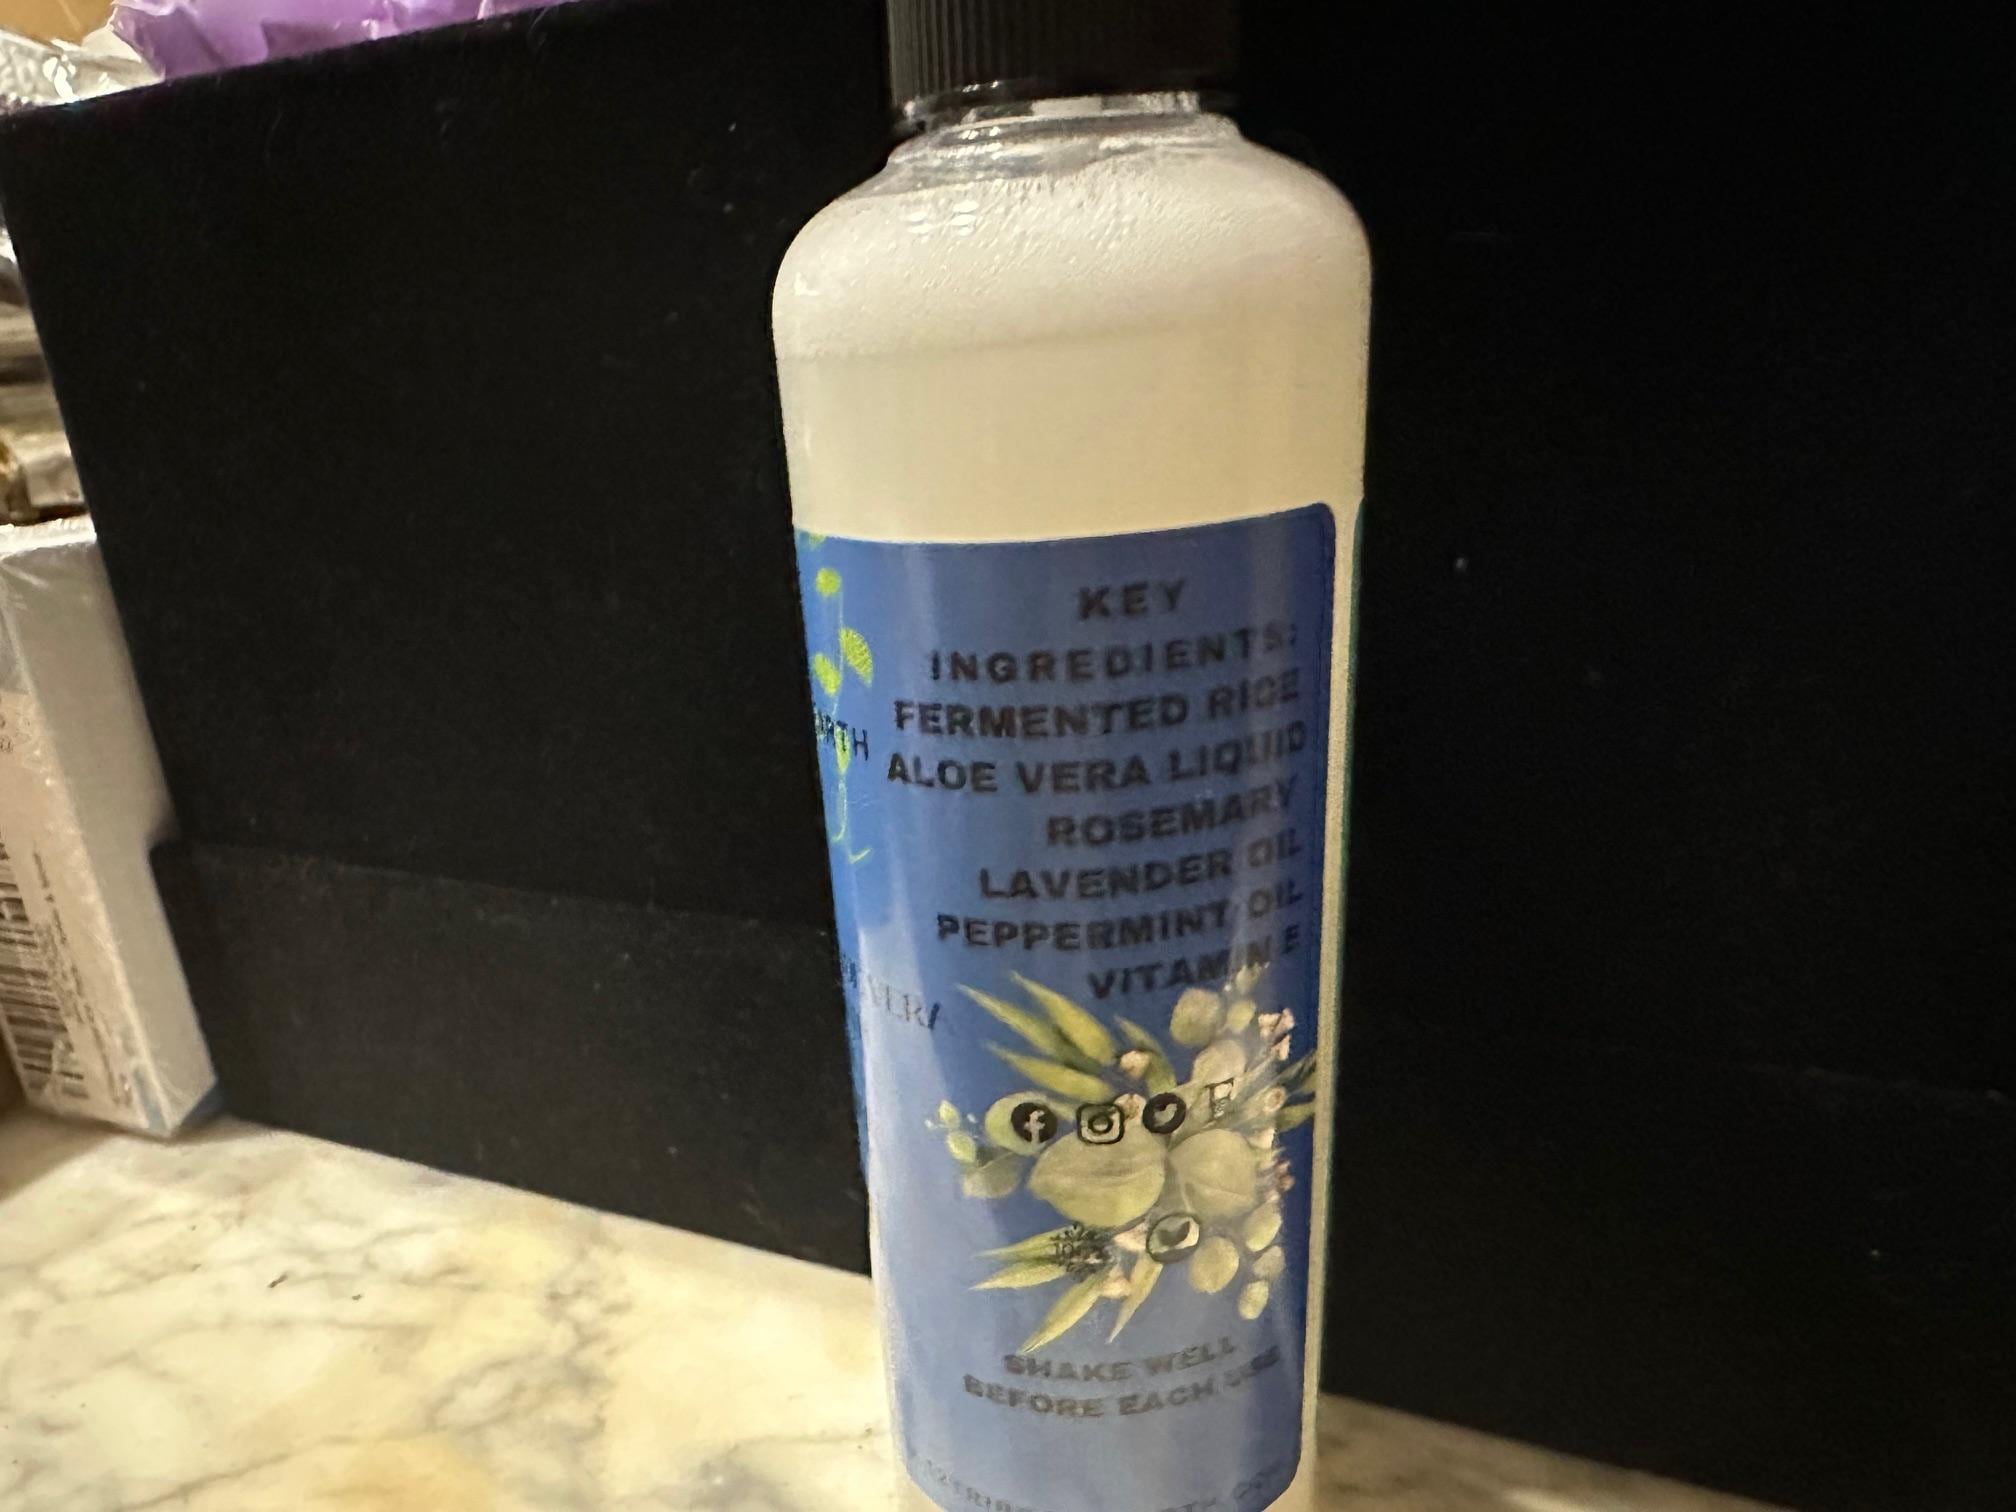 KEY
INGREDIENTS:
FERMENTED RICE
ALOE VERA LIQUID
ROSEMARY
LAVENDER OIL
PEPPERMINT OIL
VITAMIN E
SHAKE WELL
BEFORE EACH USE